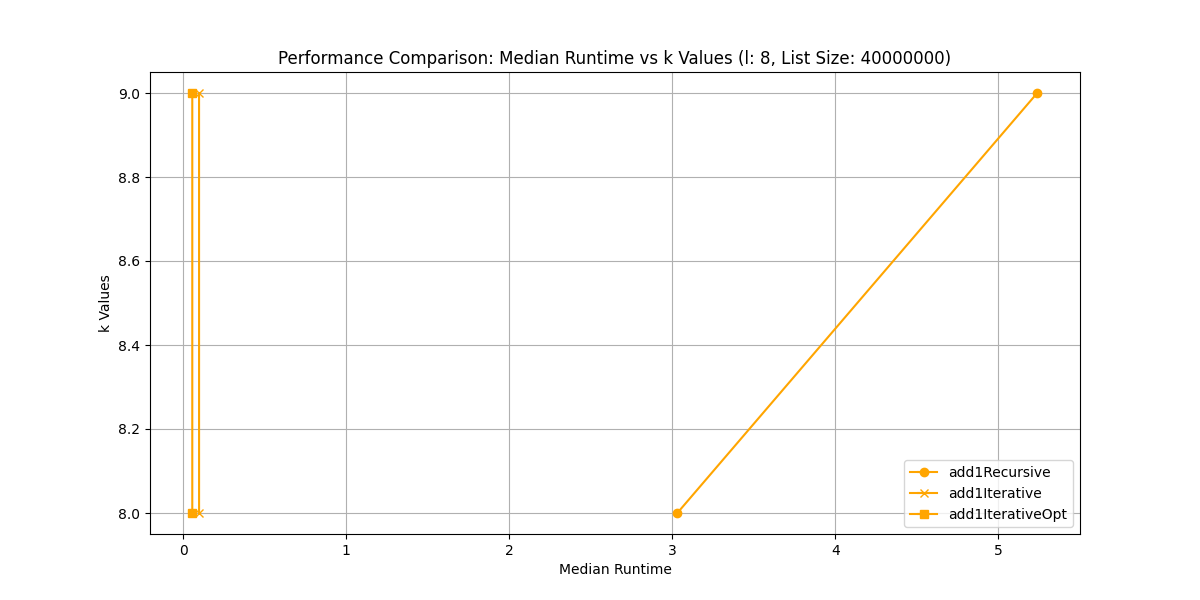 Performance Comparison: Median Runtime vs k Values (l: 8, List Size: 40000000)
k Values
9.0
8.8
8.6
8.4
8.2
8.0
0 1 2 3 4 5
Median Runtime
add1Recursive
add1Iterative
add1IterativeOpt